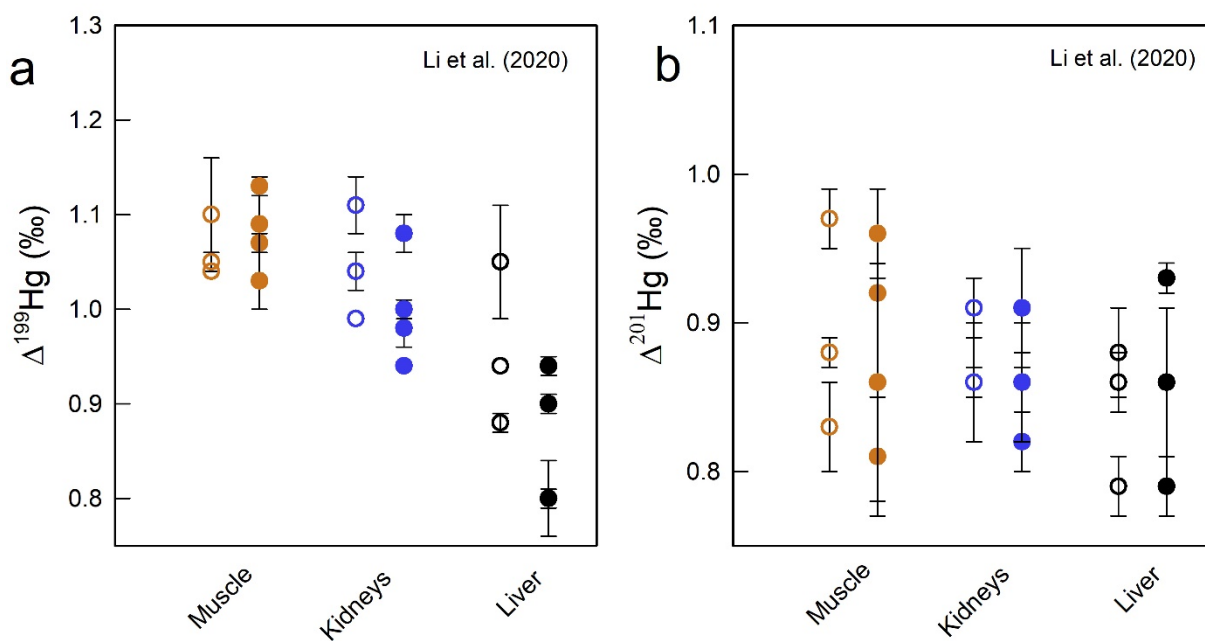 a
Li et al. (2020)
Δ199Hg (‰)
1.3
1.2
1.1
1.0
0.9
0.8
Muscle
Kidneys
Liver
b
Li et al. (2020)
Δ201Hg (‰)
1.1
1.0
0.9
0.8
Muscle
Kidneys
Liver